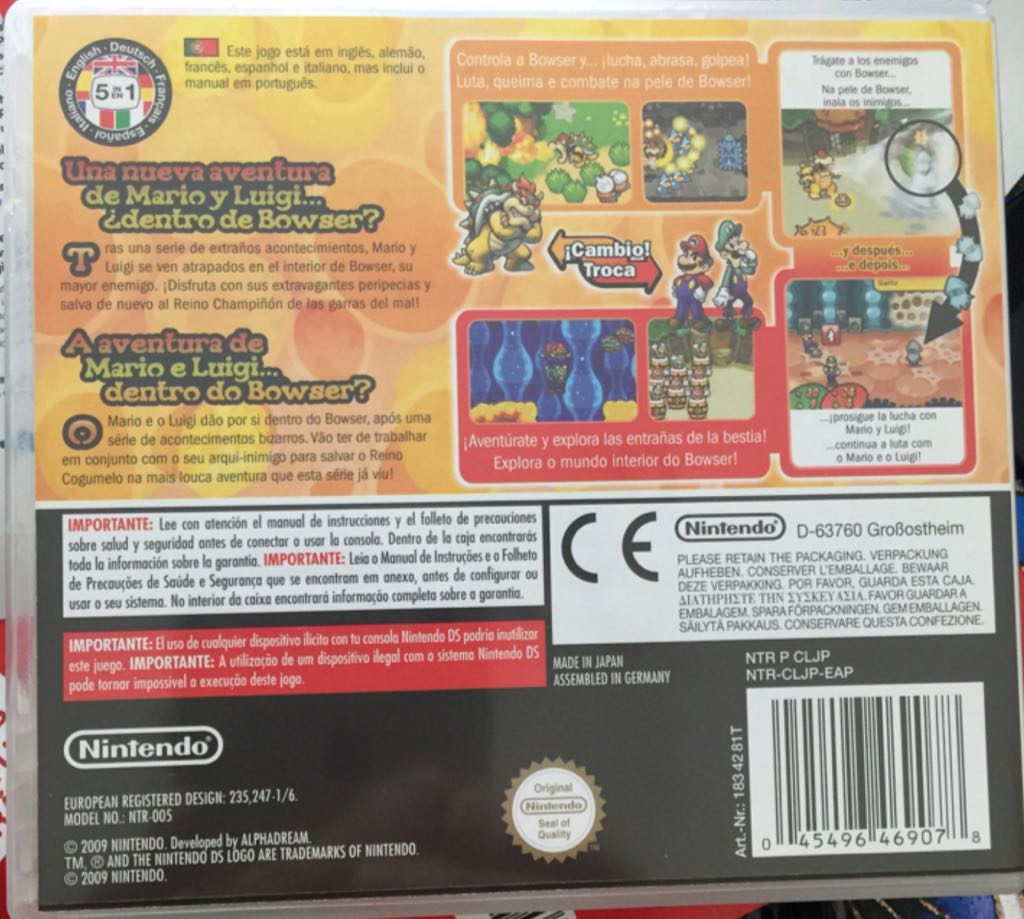 English · Deutsch · Français · Español · Italiano ·
5 IN EN 1
Este jogo está em inglês, alemão,
francês, espanhol e italiano, mas inclui o
manual em português.
Una nueva aventura
de Mario y Luigi...
¿dentro de Bowser?
Tras una serie de extraños acontecimientos, Mario y
Luigi se ven atrapados en el interior de Bowser, su
mayor enemigo. ¡Disfruta con sus extravagantes peripecias y
salva de nuevo al Reino Champiñón de las garras del mal!
A aventura de
Mario e Luigi...
dentro do Bowser?
O Mario e o Luigi dão por si dentro do Bowser, após uma
série de acontecimentos bizarros. Vão ter de trabalhar
em conjunto com o seu arqui-inimigo para salvar o Reino
Cogumelo na mais louca aventura que esta série já viu!
Controla a Bowser y... ¡lucha, abrasa, golpea!
Luta, queima e combate na pele de Bowser!
¡Cambio!
Troca
¡Aventúrate y explora las entrañas de la bestia!
Explora o mundo interior do Bowser!
Trágate a los enemigos
con Bowser...
Na pele de Bowser,
inala os inimigos...
...y después...
...e depois...
Salto
...¡prosigue la lucha con
Mario y Luigi!
...continua a luta com
o Mario e o Luigi!
IMPORTANTE: Lee con atención el manual de instrucciones y el folleto de precauciones
sobre salud y seguridad antes de conectar o usar la consola. Dentro de la caja encontrarás
toda la información sobre la garantía. IMPORTANTE: Leia o Manual de Instruções e o Folheto
de Precauções de Saúde e Segurança que se encontram em anexo, antes de configurar ou
usar o seu sistema. No interior da caixa encontrará informação completa sobre a garantia.
IMPORTANTE: El uso de cualquier dispositivo ilícito con tu consola Nintendo DS podría inutilizar
este juego. IMPORTANTE: A utilização de um dispositivo ilegal com o sistema Nintendo DS
pode tornar impossível a execução deste jogo.
CE
Nintendo® D-63760 Großostheim
PLEASE RETAIN THE PACKAGING. VERPACKUNG
AUFHEBEN. CONSERVER L'EMBALLAGE. BEWAAR
DEZE VERPAKKING. POR FAVOR, GUARDA ESTA CAJA.
ΔΙΑΤΗΡΗΣΤΕ ΤΗΝ ΣΥΣΚΕΥΑΣΙΑ. FAVOR GUARDAR A
EMBALAGEM. SPARA FÖRPACKNINGEN. GEM EMBALLAGEN.
SÄILYTÄ PAKKAUS. CONSERVARE QUESTA CONFEZIONE.
MADE IN JAPAN
ASSEMBLED IN GERMANY
NTR P CLJP
NTR-CLJP-EAP
Nintendo®
EUROPEAN REGISTERED DESIGN: 235,247-1/6.
MODEL NO.: NTR-005
© 2009 NINTENDO. Developed by ALPHADREAM.
TM, ® AND THE NINTENDO DS LOGO ARE TRADEMARKS OF NINTENDO.
© 2009 NINTENDO.
Original
Nintendo
Seal of
Quality
TM
Art.-Nr.: 183 42 81T
0 45496 46907 8